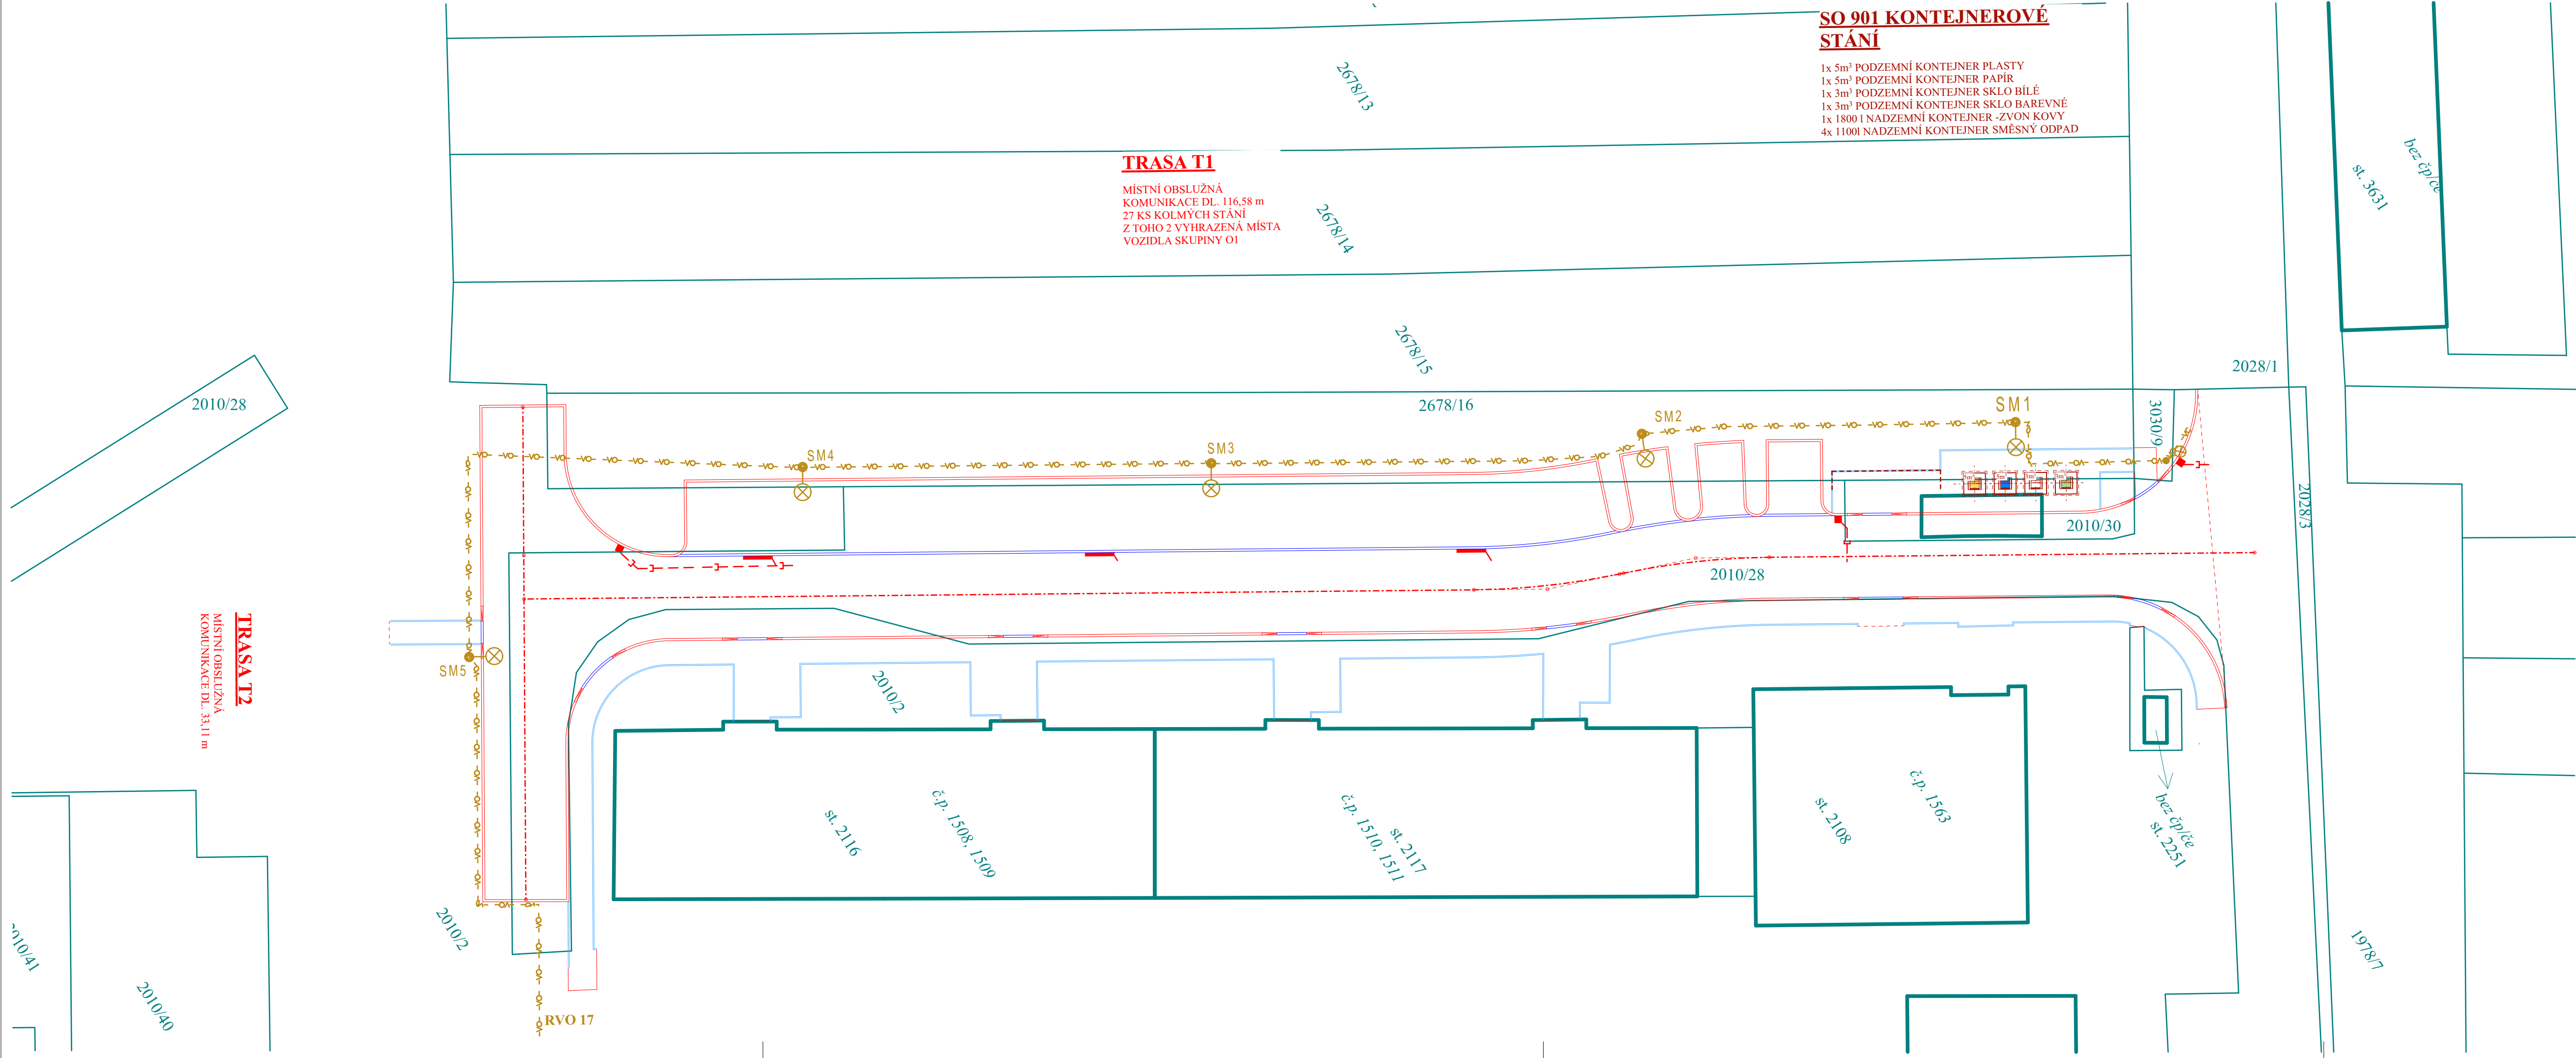 SO 901 KONTEJNEROVÉ
STÁNÍ
1x 5m³ PODZEMNÍ KONTEJNER PLASTY
1x 5m³ PODZEMNÍ KONTEJNER PAPÍR
1x 3m³ PODZEMNÍ KONTEJNER SKLO BÍLÉ
1x 3m³ PODZEMNÍ KONTEJNER SKLO BAREVNÉ
1x 1800 l NADZEMNÍ KONTEJNER -ZVON KOVY
4x 1100l NADZEMNÍ KONTEJNER SMĚSNÝ ODPAD
2678/13
bez čp/če
st. 3631
TRASA T1
MÍSTNÍ OBSLUŽNÁ
KOMUNIKACE DL. 116,58 m
27 KS KOLMÝCH STÁNÍ
Z TOHO 2 VYHRAZENÁ MÍSTA
VOZIDLA SKUPINY O1
2678/14
2678/15
2028/1
2010/28
2678/16
SM1
SM2
3030/9
SM3
SM4
2028/3
2010/30
2010/28
TRASA T2
MÍSTNÍ OBSLUŽNÁ
KOMUNIKACE DL. 33,11 m
SM5
2010/2
č.p. 1508, 1509
st. 2116
č.p. 1510, 1511
st. 2117
č.p. 1563
st. 2108
bez čp/če
st. 2251
2010/2
2010/41
2010/40
1978/7
RVO 17